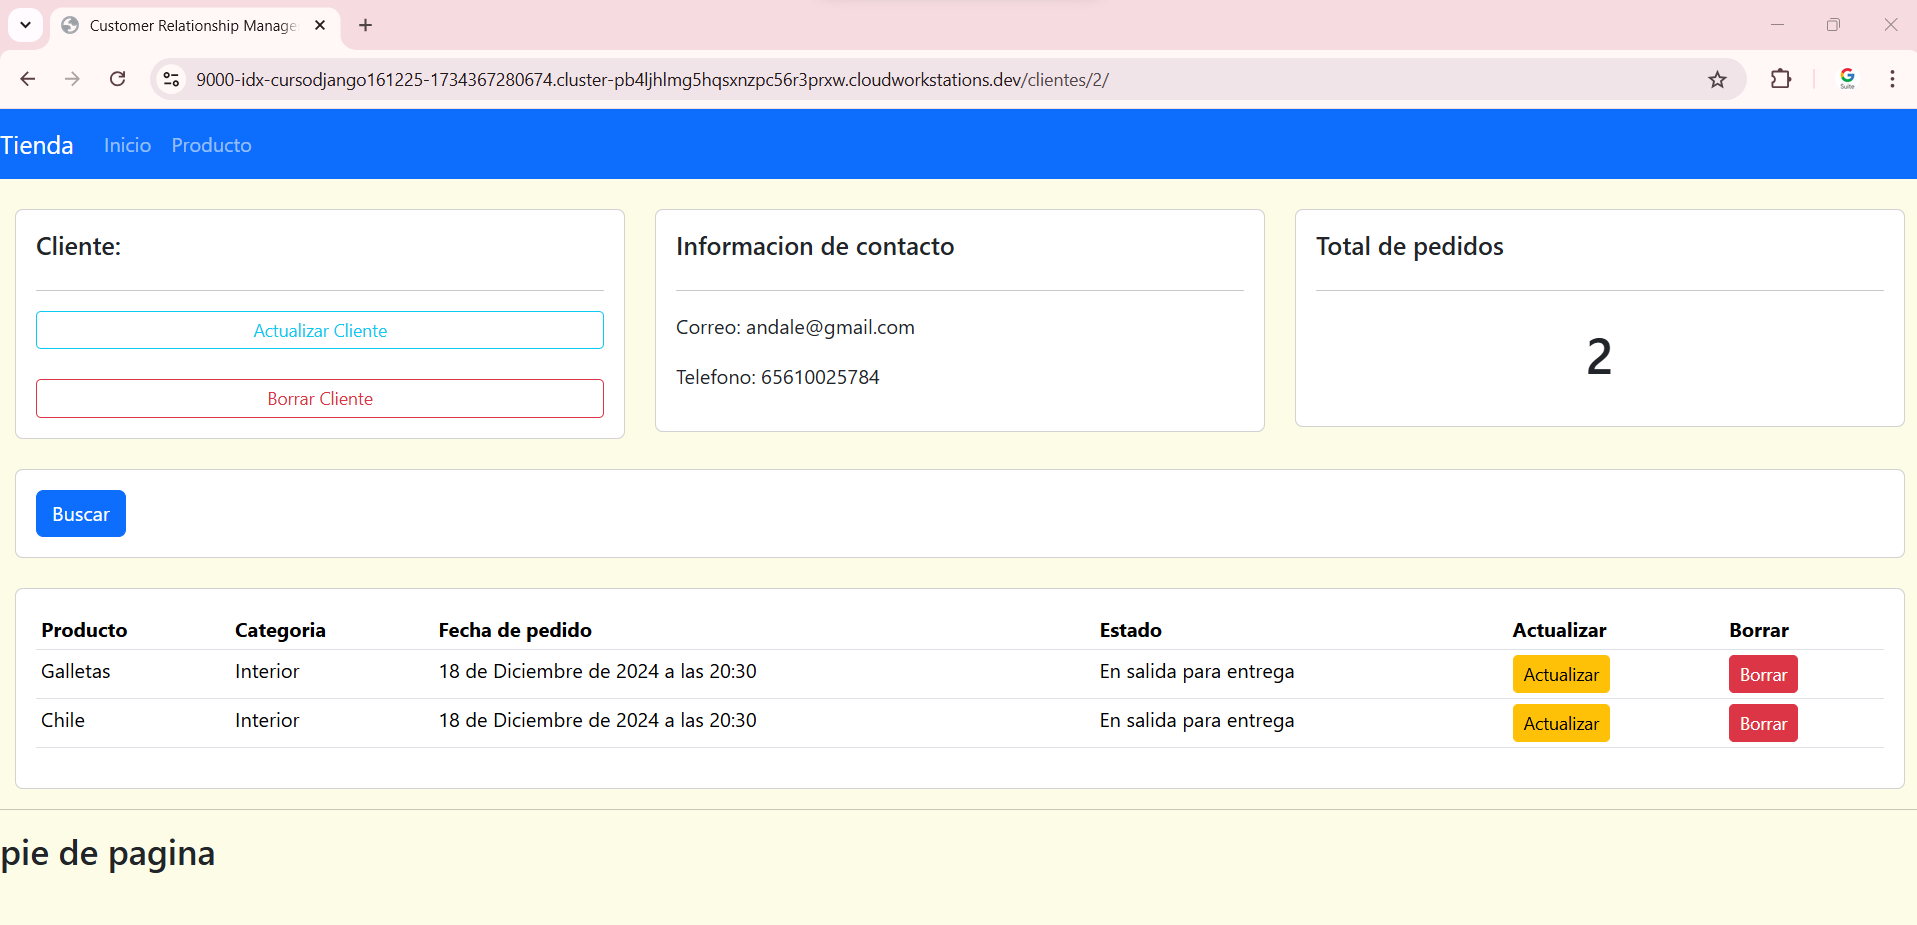 Customer Relationship Manage
9000-idx-cursodjango161225-1734367280674.cluster-pb4ljhlmg5hqsxnzpc56r3prxw.cloudworkstations.dev/clientes/2/
G Suite
Tienda Inicio Producto
Cliente:
Actualizar Cliente
Borrar Cliente
Informacion de contacto
Correo: andale@gmail.com
Telefono: 65610025784
Total de pedidos
2
Buscar
Producto Categoria Fecha de pedido Estado Actualizar Borrar
Galletas Interior 18 de Diciembre de 2024 a las 20:30 En salida para entrega Actualizar Borrar
Chile Interior 18 de Diciembre de 2024 a las 20:30 En salida para entrega Actualizar Borrar
pie de pagina